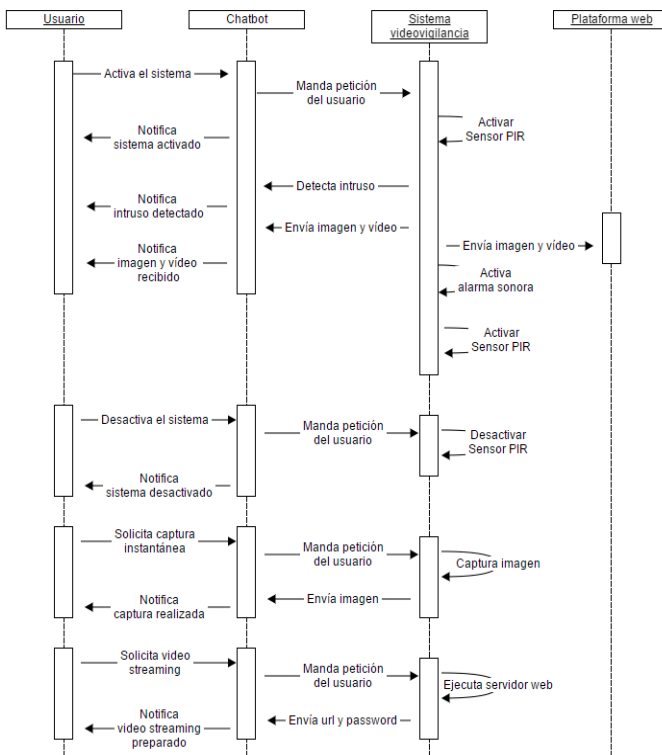 Usuario
Chatbot
Sistema
videovigilancia
Plataforma web
Activa el sistema
Manda petición
del usuario
Activar
Sensor PIR
Notifica
sistema activado
Detecta intruso
Notifica
intruso detectado
Envía imagen y vídeo
Envía imagen y vídeo
Notifica
imagen y vídeo
recibido
Activa
alarma sonora
Activar
Sensor PIR
Desactiva el sistema
Manda petición
del usuario
Desactivar
Sensor PIR
Notifica
sistema desactivado
Solicita captura
instantánea
Manda petición
del usuario
Captura imagen
Envía imagen
Notifica
captura realizada
Solicita video
streaming
Manda petición
del usuario
Ejecuta servidor web
Envía url y password
Notifica
video streaming
preparado